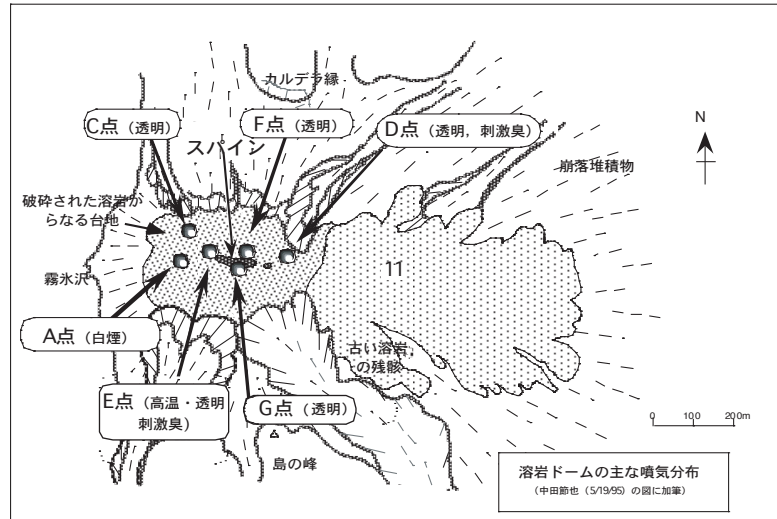 カルデラ縁
C点（透明）
F点（透明）
D点（透明，刺激臭）
N
スパイン
崩落堆積物
破砕された溶岩か
らなる台地
霧氷沢
11
A点（白煙）
古い溶岩
の残骸
E点（高温・透明
刺激臭）
G点（透明）
0 100 200m
島の峰
溶岩ドームの主な噴気分布
（中田節也（5/19/95）の図に加筆）